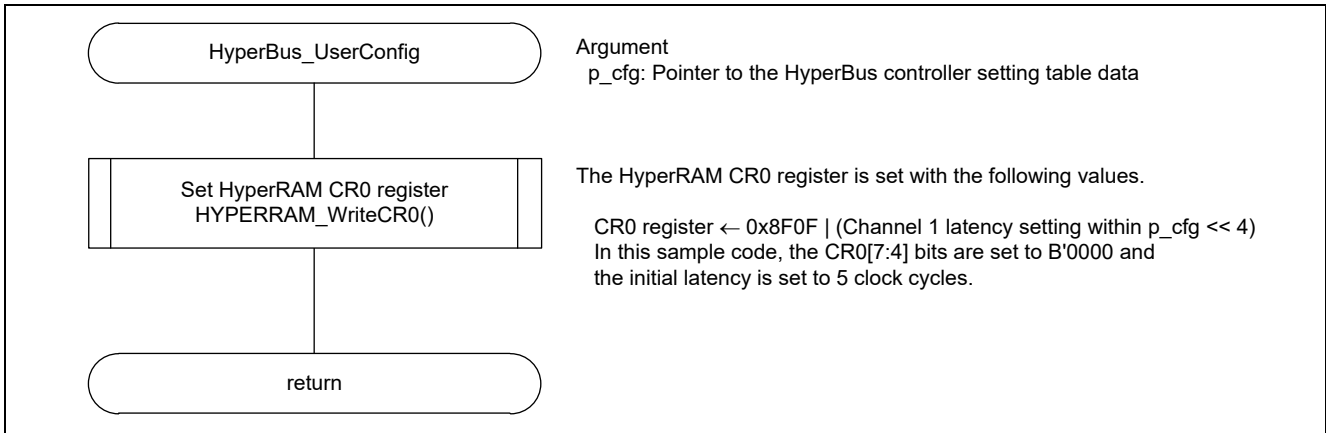 HyperBus_UserConfig
Argument
p_cfg: Pointer to the HyperBus controller setting table data
Set HyperRAM CR0 register
HYPERRAM_WriteCR0()
The HyperRAM CR0 register is set with the following values.
CR0 register ← 0x8F0F | (Channel 1 latency setting within p_cfg << 4)
In this sample code, the CR0[7:4] bits are set to B'0000 and
the initial latency is set to 5 clock cycles.
return